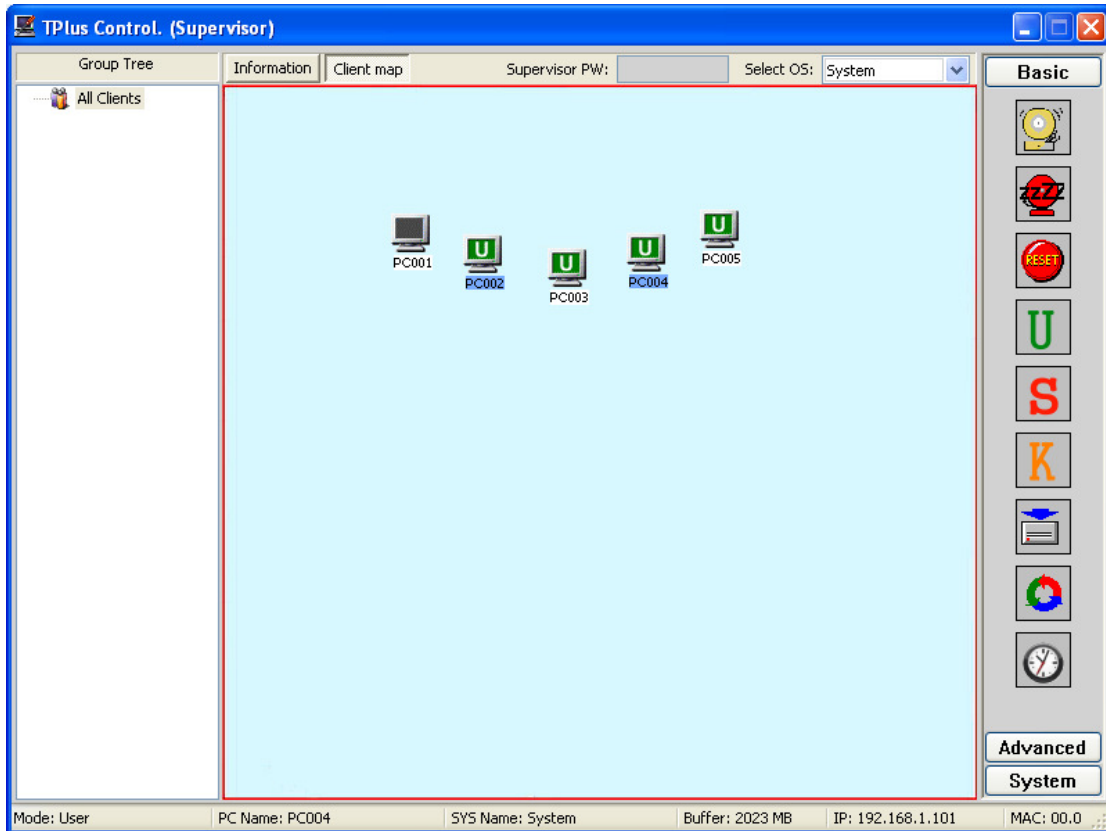 TPlus Control. (Supervisor)
Group Tree
Information Client map Supervisor PW: Select OS: System
Basic
All Clients
zzZZ
RESET
U
S
K
U
PC001
U
PC002
U
PC003
U
PC004
PC005
Advanced
System
Mode: User PC Name: PC004 SYS Name: System Buffer: 2023 MB IP: 192.168.1.101 MAC: 00.0